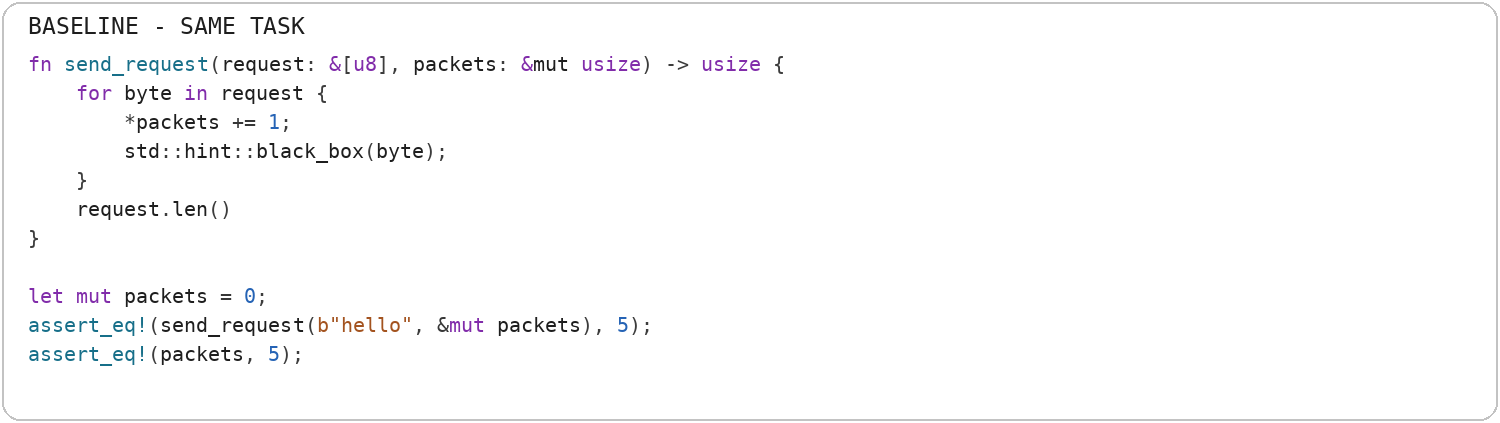 BASELINE - SAME TASK
fn send_request(request: &[u8], packets: &mut usize) -> usize {
    for byte in request {
        *packets += 1;
        std::hint::black_box(byte);
    }
    request.len()
}

let mut packets = 0;
assert_eq!(send_request(b"hello", &mut packets), 5);
assert_eq!(packets, 5);